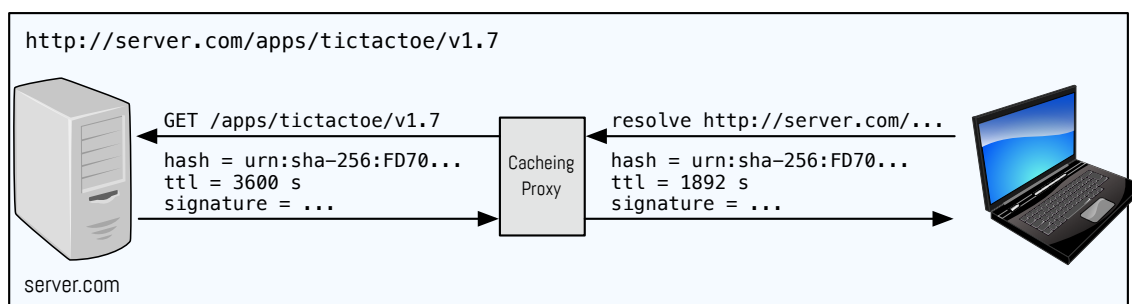 http://server.com/apps/tictactoe/v1.7
GET /apps/tictactoe/v1.7
hash = urn:sha-256:FD70...
ttl = 3600 s
signature = ...
Cacheing
Proxy
resolve http://server.com/...
hash = urn:sha-256:FD70...
ttl = 1892 s
signature = ...
server.com